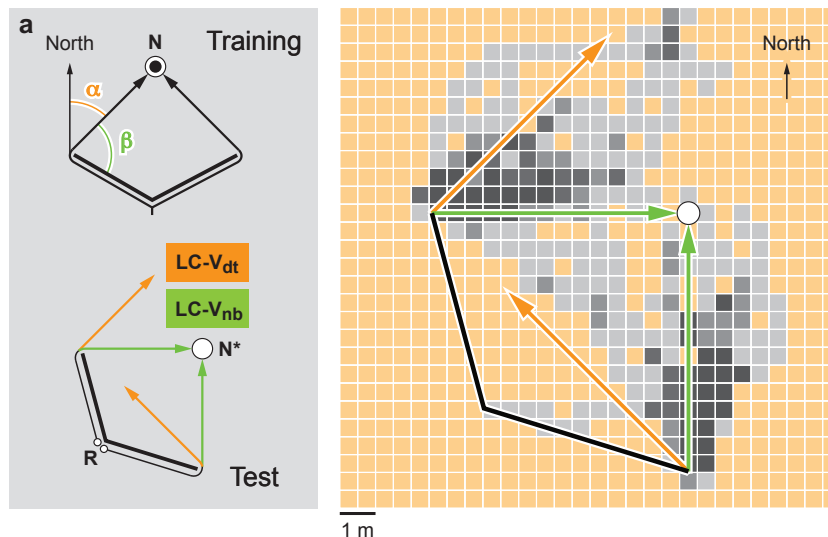 a
North
N
Training
α
β
LC-Vdt
LC-Vnb
N*
R
Test
North
1 m